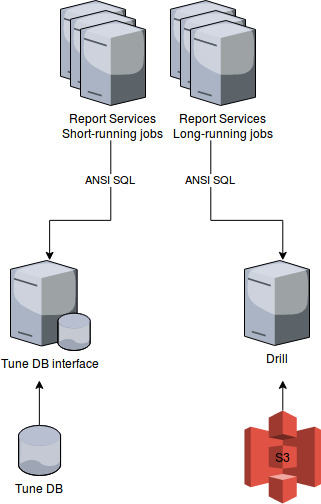 Report Services
Short-running jobs
Report Services
Long-running jobs
ANSI SQL
ANSI SQL
Tune DB interface
Drill
S3
Tune DB